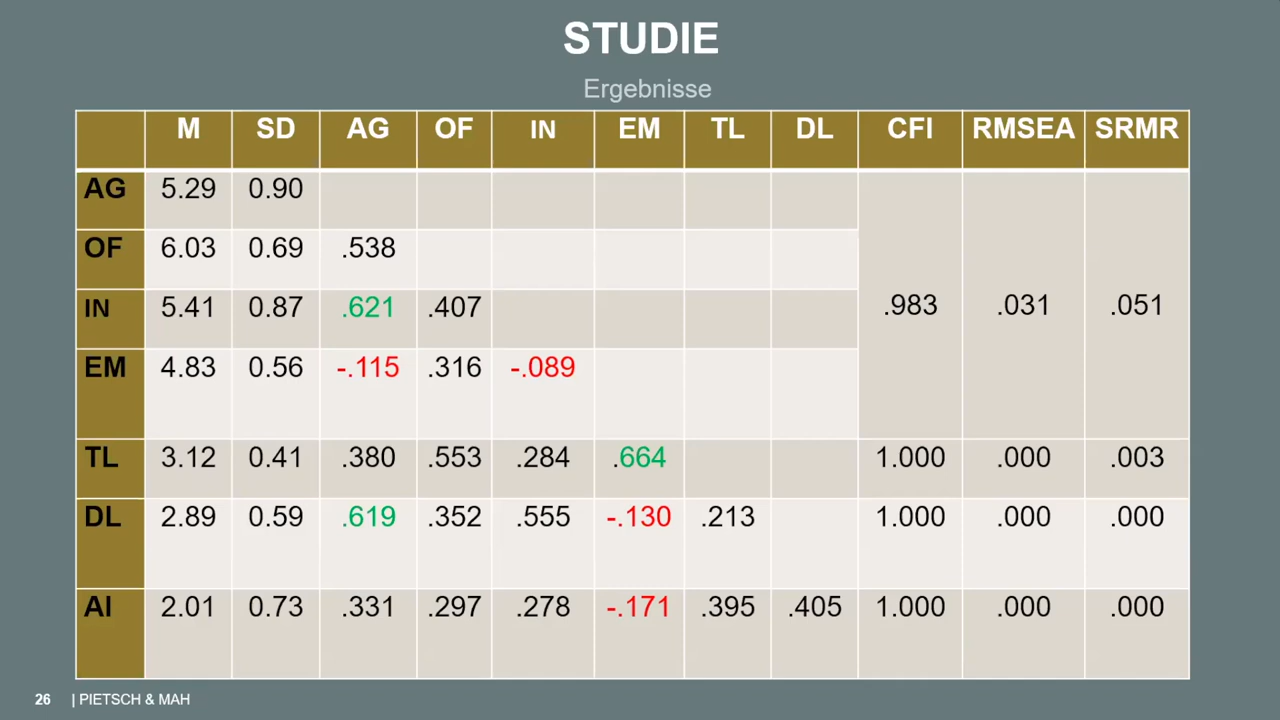 STUDIE
Ergebnisse
M SD AG OF IN EM TL DL CFI RMSEA SRMR
AG 5.29 0.90
OF 6.03 0.69 .538
IN 5.41 0.87 .621 .407 .983 .031 .051
EM 4.83 0.56 -.115 .316 -.089
TL 3.12 0.41 .380 .553 .284 .664 1.000 .000 .003
DL 2.89 0.59 .619 .352 .555 -.130 .213 1.000 .000 .000
AI 2.01 0.73 .331 .297 .278 -.171 .395 .405 1.000 .000 .000
26 | PIETSCH & MAH